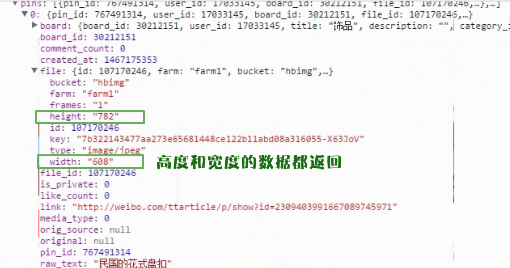 pins: [{pin_id: 767491314, user_id: 17033145, board_id: 30212151, file_id: 107170246,…},…]
0: {pin_id: 767491314, user_id: 17033145, board_id: 30212151, file_id: 107170246,…}
board: {board_id: 30212151, user_id: 17033145, title: "饰品", description: "", category_i
board_id: 30212151
comment_count: 0
created_at: 1467175353
file: {id: 107170246, farm: "farm1", bucket: "hbimg",…}
bucket: "hbimg"
farm: "farm1"
frames: "1"
height: "782"
id: 107170246
key: "7b322143477aa273e65681448ce122b11abd08a316055-X63JoV"
type: "image/jpeg"
width: "608"
高度和宽度的数据都返回
file_id: 107170246
is_private: 0
like_count: 0
link: "http://weibo.com/ttarticle/p/show?id=2309403991667089745971"
media_type: 0
orig_source: null
original: null
pin_id: 767491314
raw_text: "民国的花式盘扣"